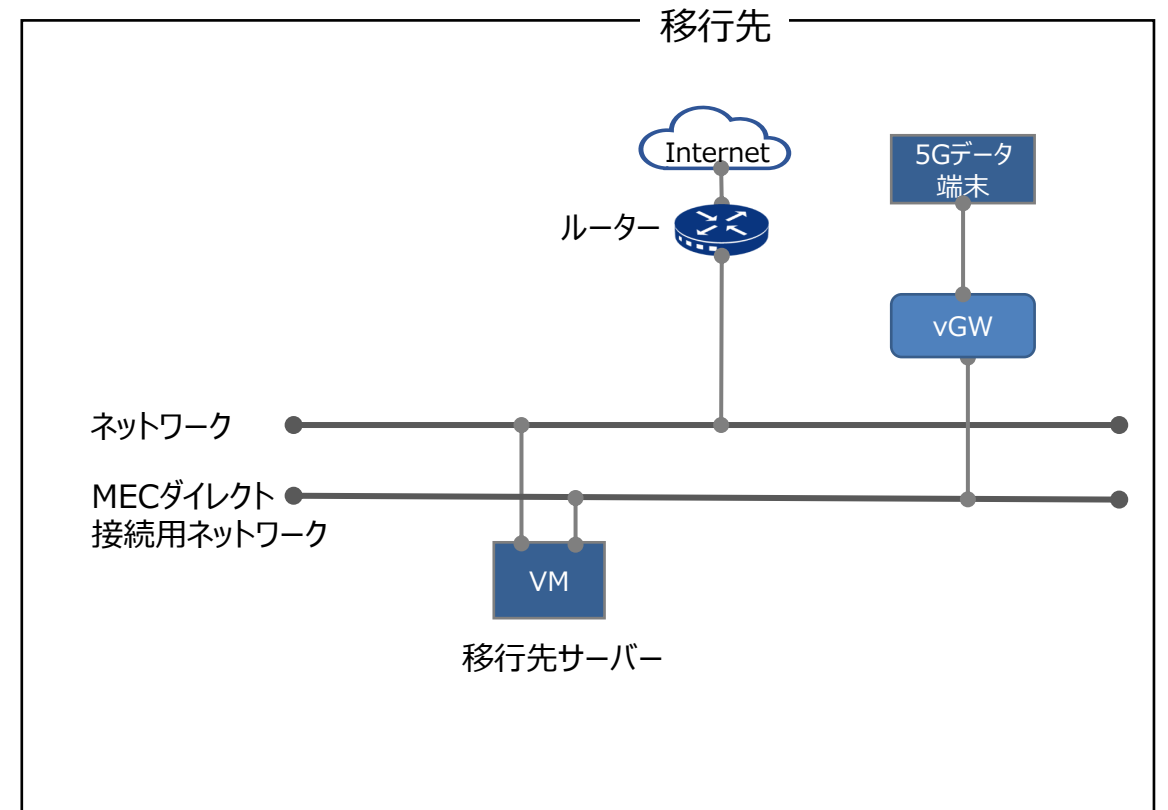 移行先
Internet
5Gデータ
端末
ルーター
vGW
ネットワーク
MECダイレクト
接続用ネットワーク
VM
移行先サーバー